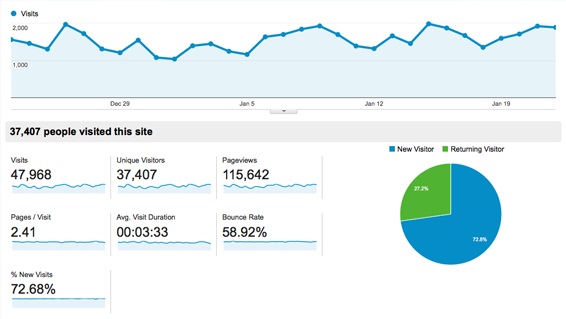 Visits
2,000
1,000
Dec 29
Jan 5
Jan 12
Jan 19
37,407 people visited this site
New Visitor
Returning Visitor
Visits
Unique Visitors
Pageviews
47,968
37,407
115,642
Pages / Visit
Avg. Visit Duration
Bounce Rate
2.41
00:03:33
58.92%
% New Visits
72.68%
27.2%
72.8%